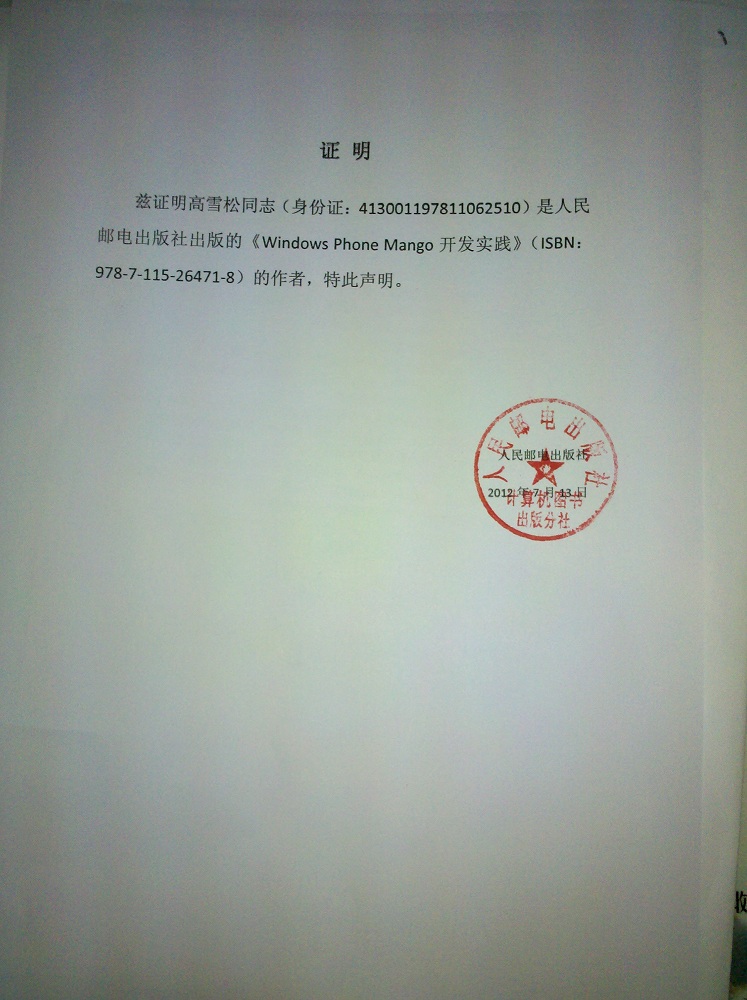 证 明
兹证明高雪松同志（身份证：413001197811062510）是人民
邮电出版社出版的《Windows Phone Mango 开发实践》（ISBN：
978-7-115-26471-8）的作者，特此声明。
人民邮电出版社
人民邮电出版社
2012 年 7 月 13 日
计算机图书
出版分社
收